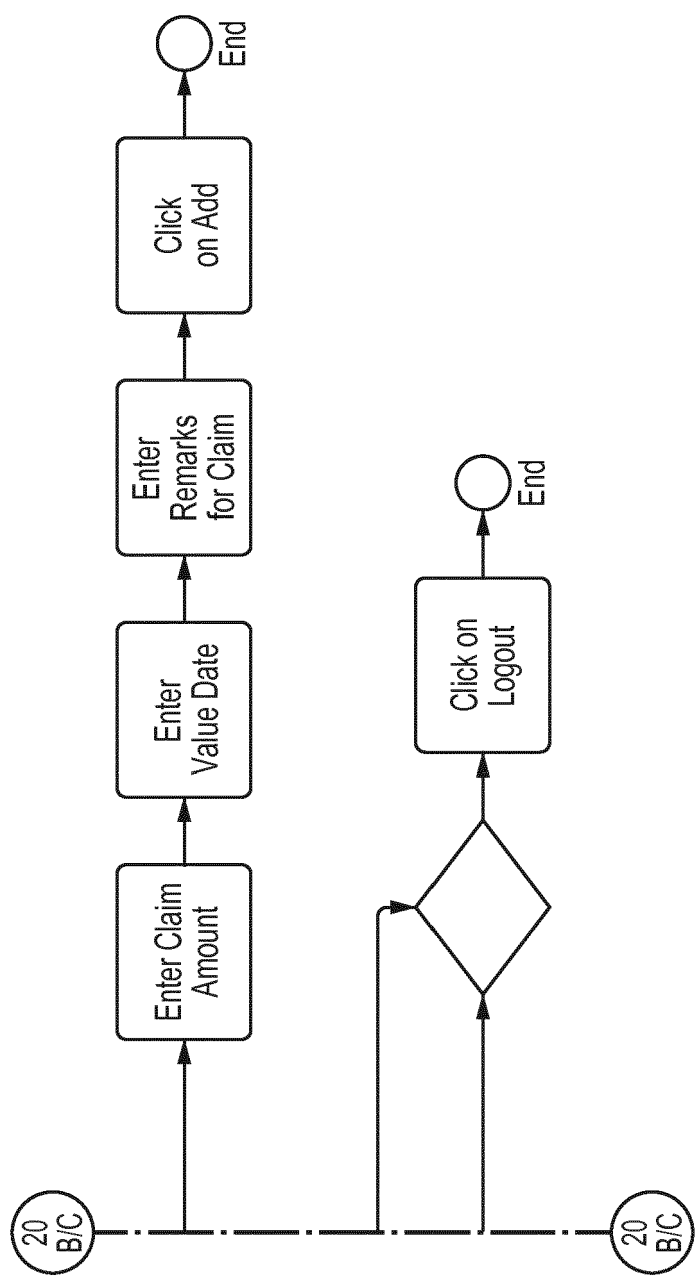 20
B/C
Enter Claim
Amount
Enter
Value Date
Enter
Remarks
for Claim
Click
on Add
End
Click on
Logout
End
20
B/C